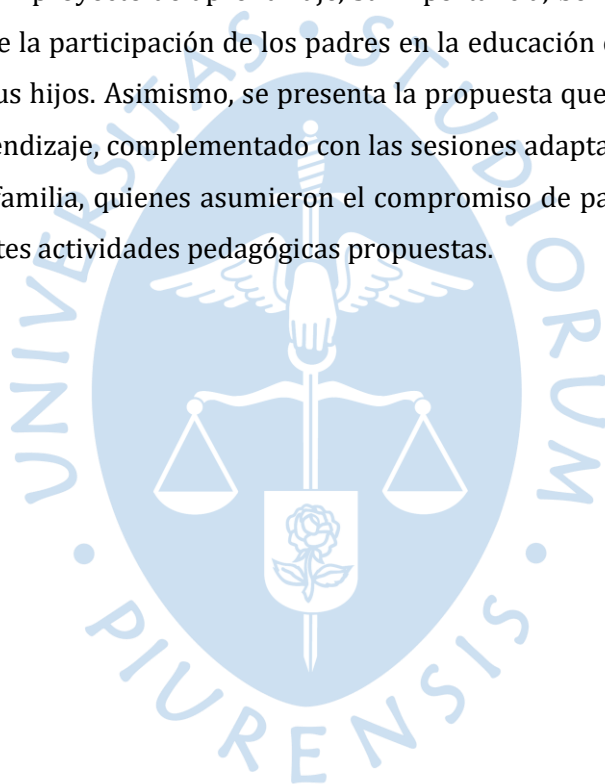 e la participación de los padres en la educación
us hijos. Asimismo, se presenta la propuesta que
endizaje, complementado con las sesiones adapta
familia, quienes asumieron el compromiso de pa
tes actividades pedagógicas propuestas.
UNIVERSITAS • STUDIORUM
• PIURENSIS •